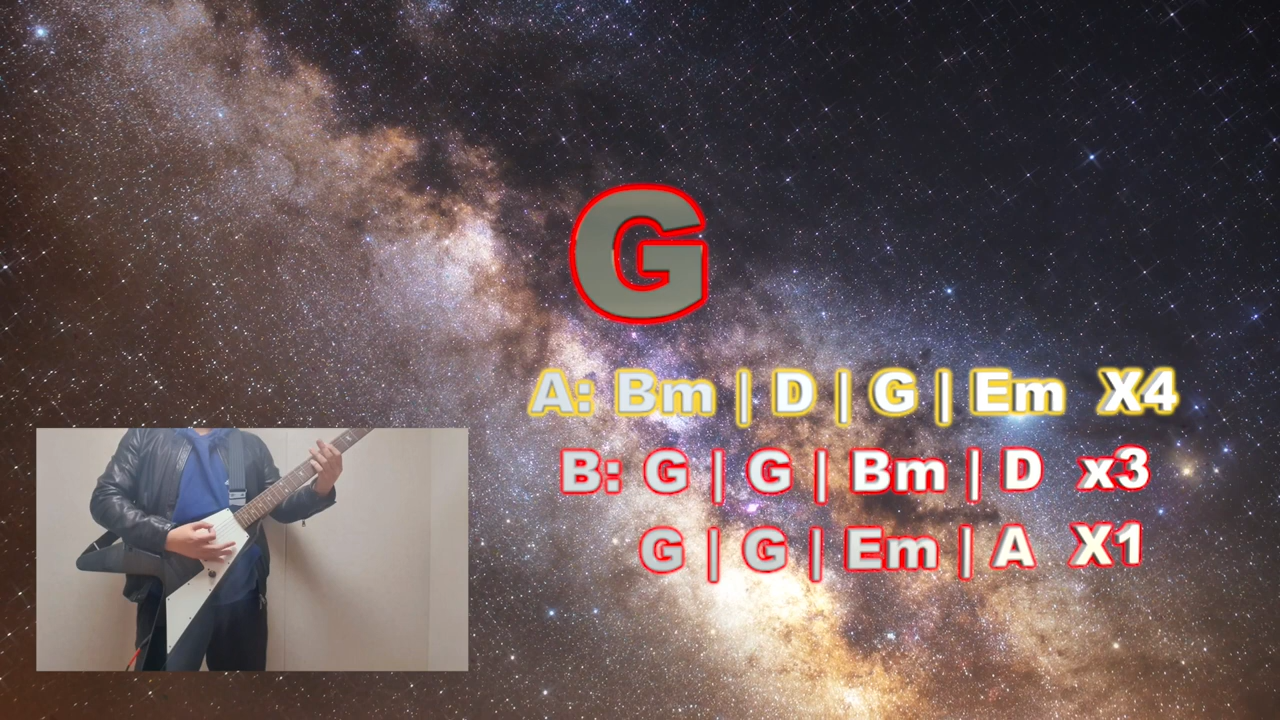 G
A: Bm | D | G | Em X4
B: G | G | Bm | D x3
G | G | Em | A X1